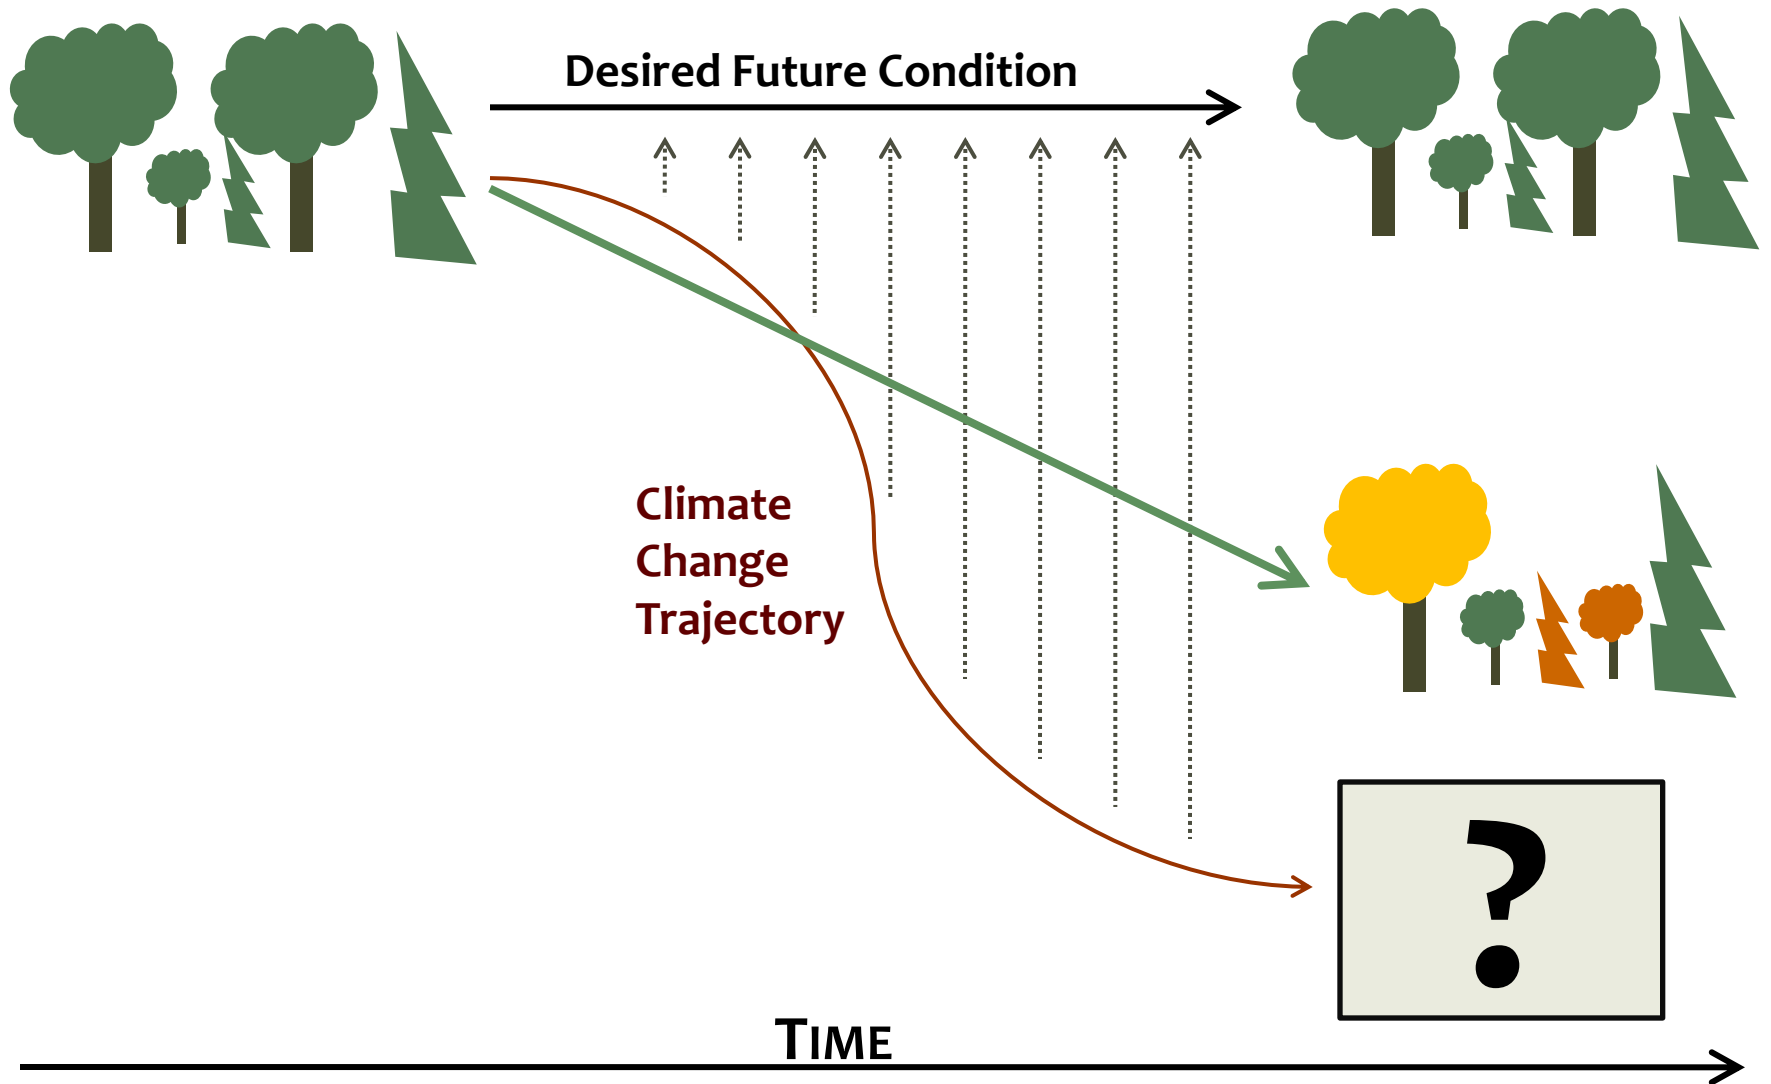 Desired Future Condition
Climate
Change
Trajectory
?
TIME